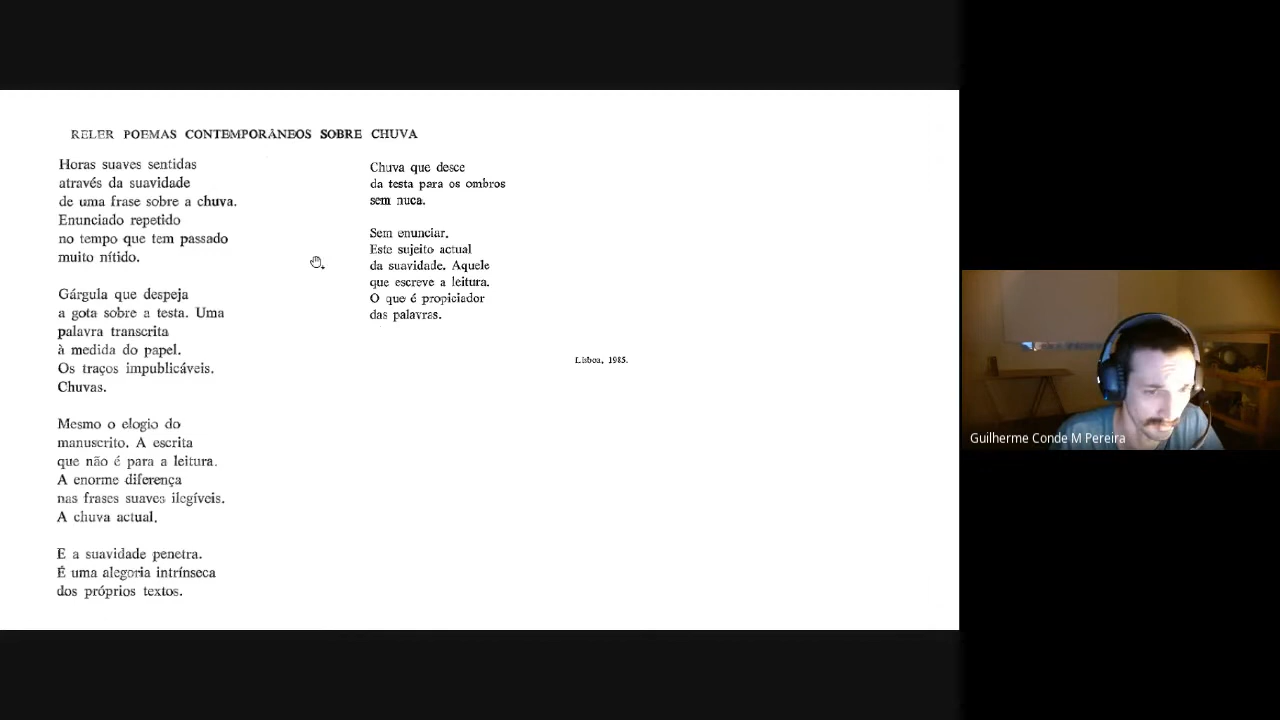 RELER POEMAS CONTEMPORÂNEOS SOBRE CHUVA
Horas suaves sentidas
através da suavidade
de uma frase sobre a chuva.
Enunciado repetido
no tempo que tem passado
muito nítido.
Gárgula que despeja
a gota sobre a testa. Uma
palavra transcrita
à medida do papel.
Os traços impublicáveis.
Chuvas.
Mesmo o elogio do
manuscrito. A escrita
que não é para a leitura.
A enorme diferença
nas frases suaves ilegíveis.
A chuva actual.
E a suavidade penetra.
É uma alegoria intrínseca
dos próprios textos.
Chuva que desce
da testa para os ombros
sem nuca.
Sem enunciar.
Este sujeito actual
da suavidade. Aquele
que escreve a leitura.
O que é propiciador
das palavras.
Lisboa, 1985.
Guilherme Conde M Pereira